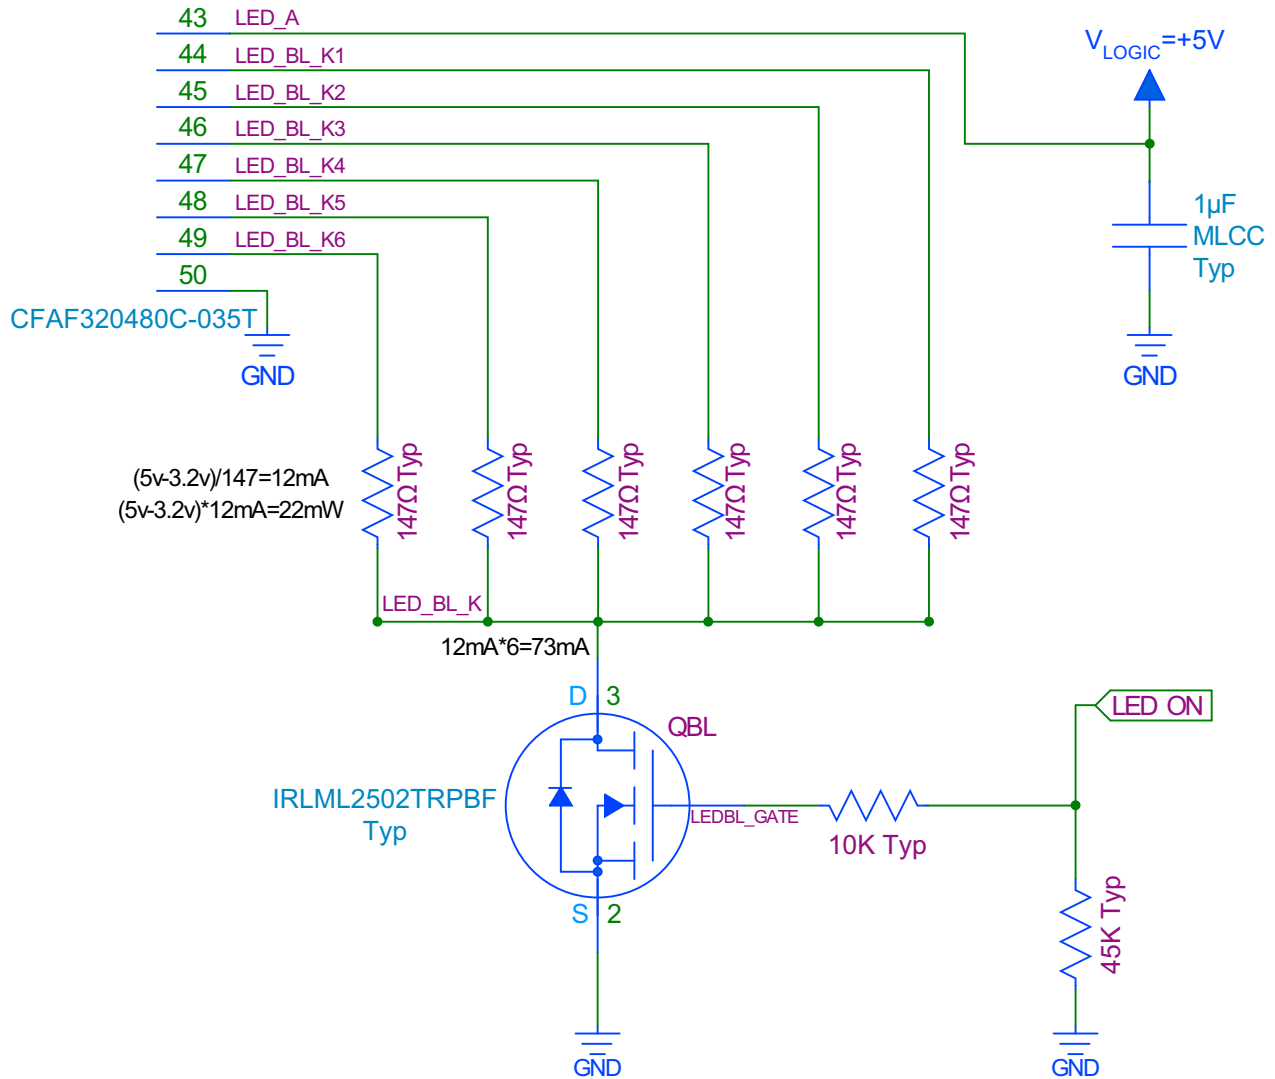 43 LED_A
44 LED_BL_K1
45 LED_BL_K2
46 LED_BL_K3
47 LED_BL_K4
48 LED_BL_K5
49 LED_BL_K6
50
CFAF320480C-035T
GND
V_LOGIC=+5V
1µF
MLCC
Typ
GND
(5v-3.2v)/147=12mA
(5v-3.2v)*12mA=22mW
147Ω Typ
147Ω Typ
147Ω Typ
147Ω Typ
147Ω Typ
147Ω Typ
LED_BL_K
12mA*6=73mA
D 3
QBL
IRLML2502TRPBF
Typ
LEDBL_GATE
S 2
GND
10K Typ
LED ON
45K Typ
GND